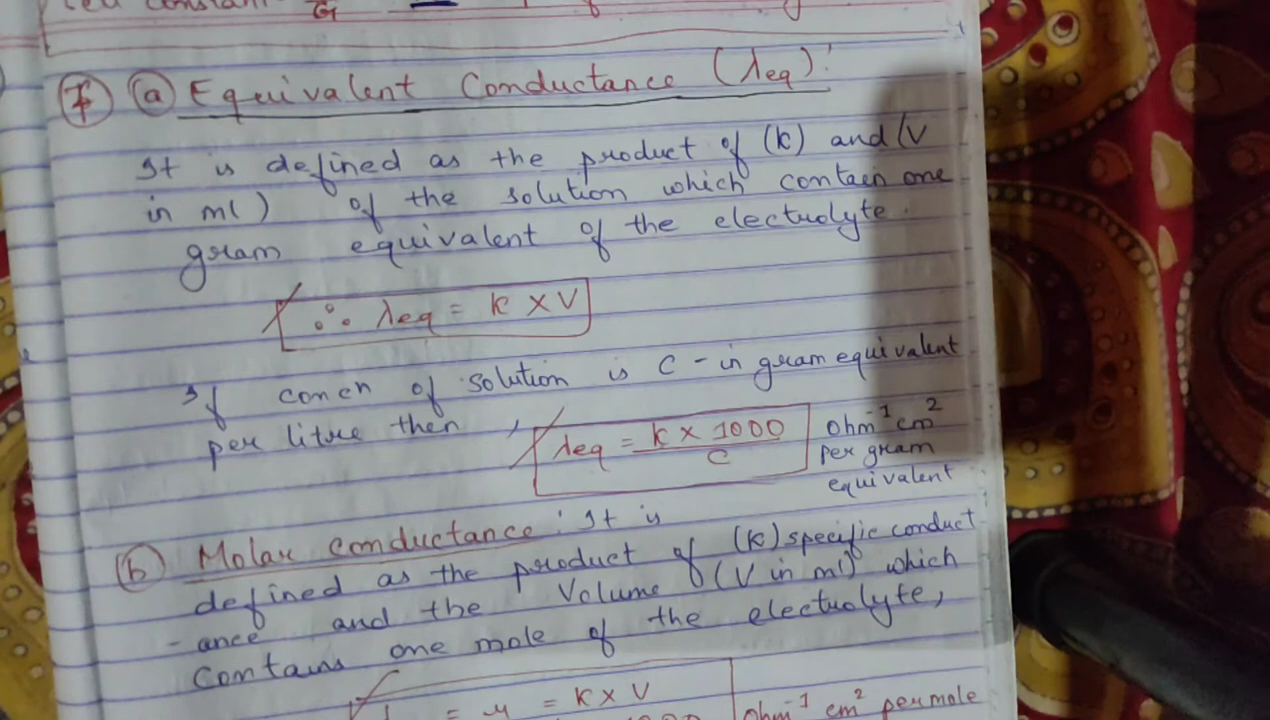 cell constant
G
(7) (a) Equivalent Conductance (λeq):
It is defined as the product of (k) and (V
in ml) of the solution which contain one
gram equivalent of the electrolyte.
∴ λeq = k × V
If concn of solution is C - in gram equivalent
per litre then, λeq = k × 1000 / C ohm⁻¹ cm² per gram equivalent
(b) Molar conductance: It is
defined as the product of (k) specific conduct
- ance and the Volume (V in ml) which
Contains one mole of the electrolyte,
= μ = k × V
ohm⁻¹ cm² per mole